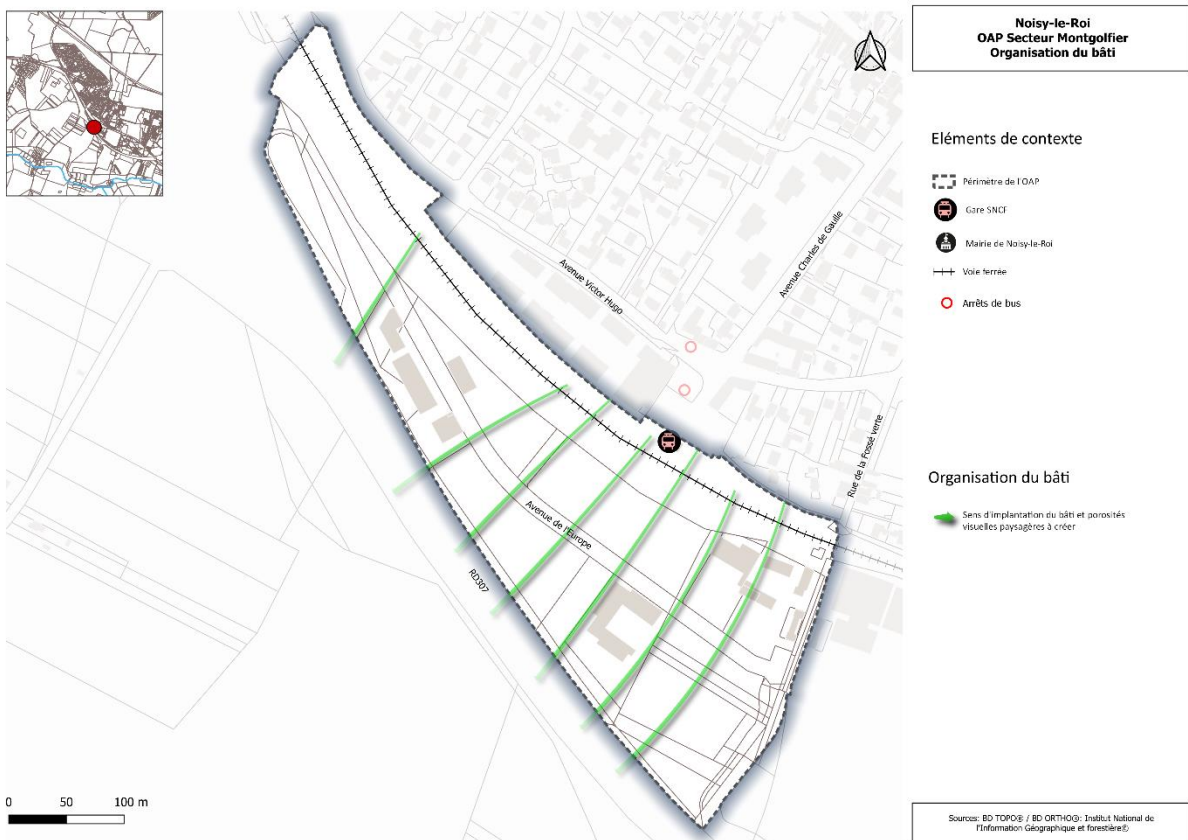 Noisy-le-Roi
OAP Secteur Montgolfier
Organisation du bâti
Eléments de contexte
Périmètre de l'OAP
Gare SNCF
Mairie de Noisy-le-Roi
Voie ferrée
Arrêts de bus
Organisation du bâti
Sens d'implantation du bâti et porosités
visuelles paysagères à créer
Avenue Victor Hugo
Avenue Charles de Gaulle
Rue de la Fossé verte
Avenue de l'Europe
RD307
0 50 100 m
Sources: BD TOPO® / BD ORTHO®: Institut National de
l'Information Géographique et forestière©